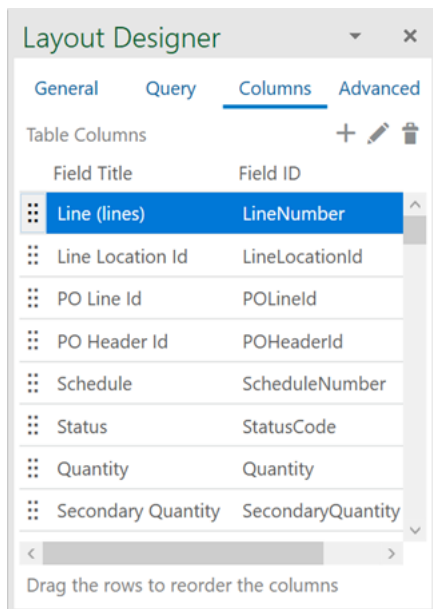 Layout Designer
General Query Columns Advanced
Table Columns
Field Title Field ID
Line (lines) LineNumber
Line Location Id LineLocationId
PO Line Id POLineId
PO Header Id POHeaderId
Schedule ScheduleNumber
Status StatusCode
Quantity Quantity
Secondary Quantity SecondaryQuantity
Drag the rows to reorder the columns